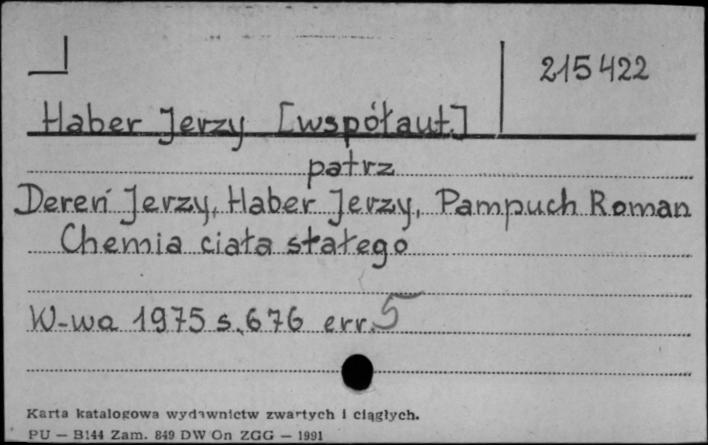 215422
Haber Jerzy [współaut.]
patrz
Dereń Jerzy, Haber Jerzy, Pampuch Roman
Chemia ciała stałego
W-wa 1975 s. 676 err. 5
Karta katalogowa wydawnictw zwartych i ciągłych.
PU — B144 Zam. 849 DW On ZGG — 1991